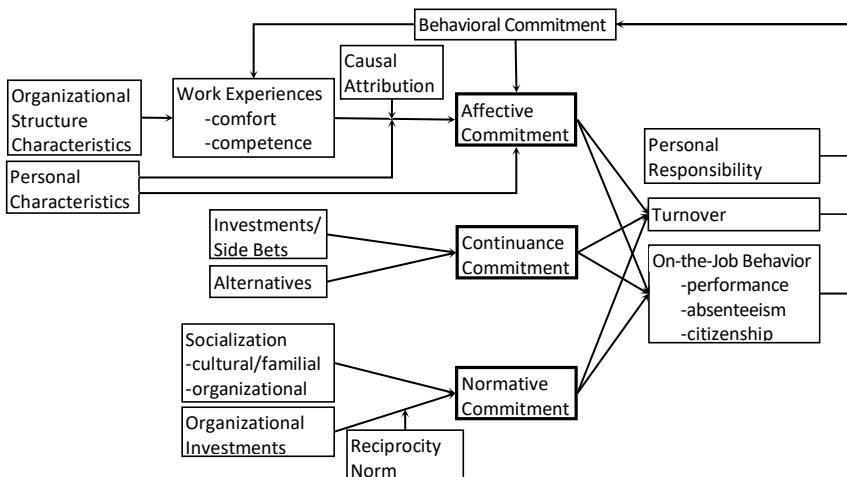 Behavioral Commitment
Causal
Attribution
Organizational
Structure
Characteristics
Work Experiences
-comfort
-competence
Affective
Commitment
Personal
Responsibility
Personal
Characteristics
Investments/
Side Bets
Continuance
Commitment
Turnover
Alternatives
On-the-Job Behavior
-performance
-absenteeism
-citizenship
Socialization
-cultural/familial
-organizational
Normative
Commitment
Organizational
Investments
Reciprocity
Norm